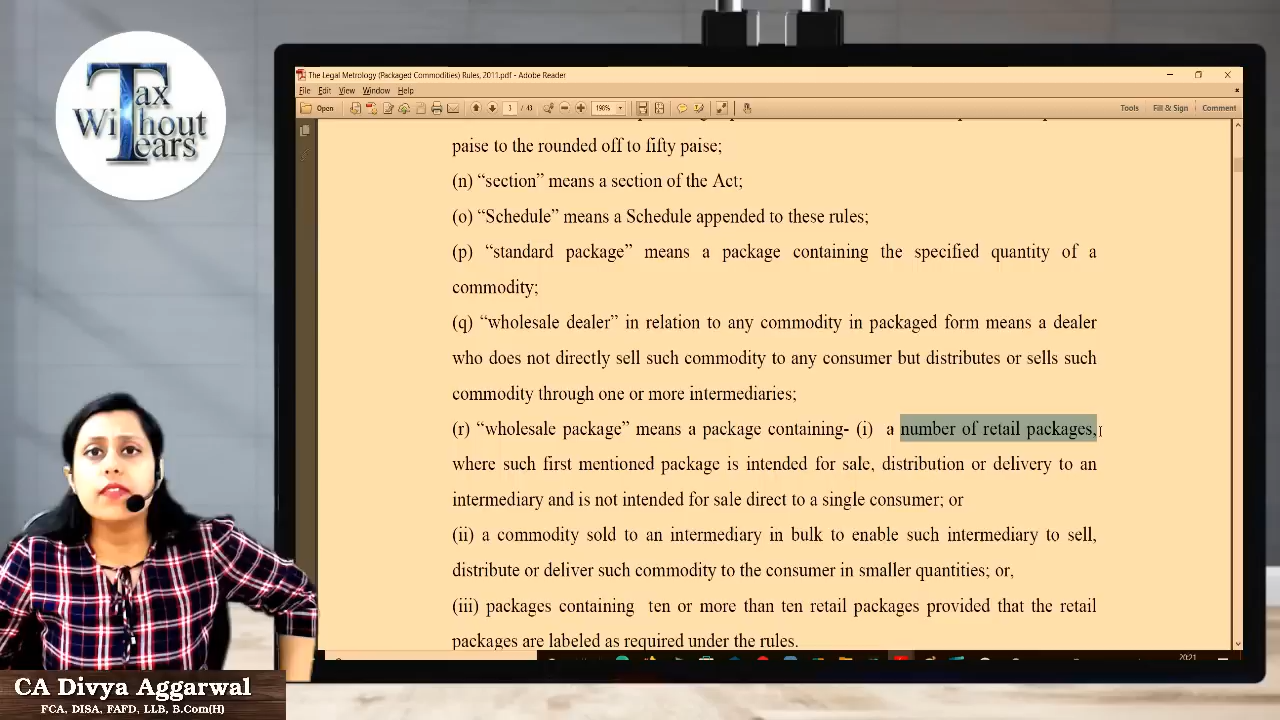 Tax
Without
Tears
The Legal Metrology (Packaged Commodities) Rules, 2011.pdf - Adobe Reader
File Edit View Window Help
Open 1 / 43 198% Tools Fill & Sign Comment
paise to the rounded off to fifty paise;
(n) “section” means a section of the Act;
(o) “Schedule” means a Schedule appended to these rules;
(p) “standard package” means a package containing the specified quantity of a
commodity;
(q) “wholesale dealer” in relation to any commodity in packaged form means a dealer
who does not directly sell such commodity to any consumer but distributes or sells such
commodity through one or more intermediaries;
(r) “wholesale package” means a package containing- (i) a number of retail packages,
where such first mentioned package is intended for sale, distribution or delivery to an
intermediary and is not intended for sale direct to a single consumer; or
(ii) a commodity sold to an intermediary in bulk to enable such intermediary to sell,
distribute or deliver such commodity to the consumer in smaller quantities; or,
(iii) packages containing ten or more than ten retail packages provided that the retail
packages are labeled as required under the rules.
20:21
CA Divya Aggarwal
FCA, DISA, FAFD, LLB, B.Com(H)